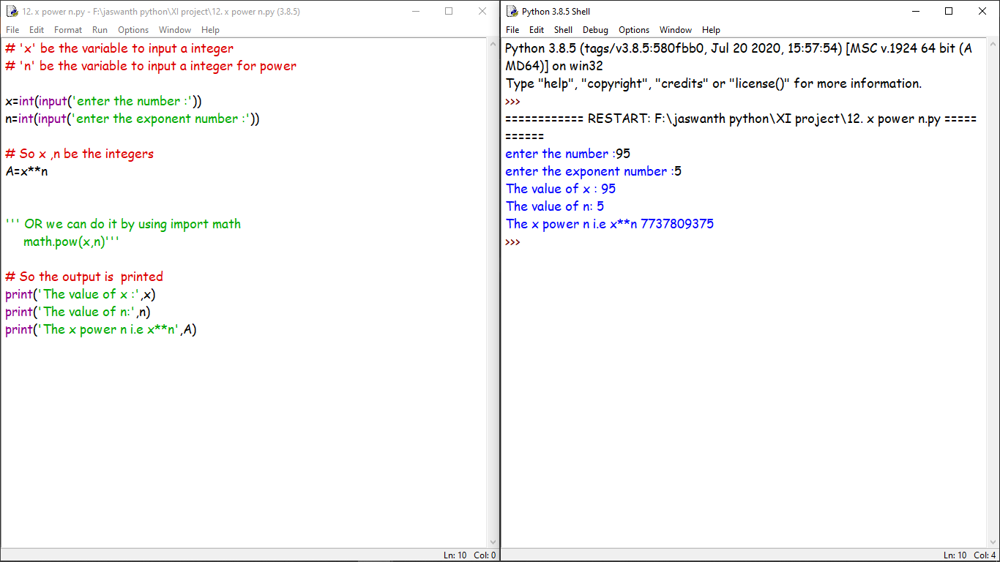 12. x power n.py - F:\jaswanth python\XI project\12. x power n.py (3.8.5)
File Edit Format Run Options Window Help
# 'x' be the variable to input a integer
# 'n' be the variable to input a integer for power
x=int(input('enter the number :'))
n=int(input('enter the exponent number :'))
# So x ,n be the integers
A=x**n
''' OR we can do it by using import math
math.pow(x,n)'''
# So the output is  printed
print('The value of x :',x)
print('The value of n:',n)
print('The x power n i.e x**n',A)
Ln: 10 Col: 0
Python 3.8.5 Shell
File Edit Shell Debug Options Window Help
Python 3.8.5 (tags/v3.8.5:580fbb0, Jul 20 2020, 15:57:54) [MSC v.1924 64 bit (A
MD64)] on win32
Type "help", "copyright", "credits" or "license()" for more information.
>>>
============ RESTART: F:\jaswanth python\XI project\12. x power n.py =====
======
enter the number :95
enter the exponent number :5
The value of x : 95
The value of n: 5
The x power n i.e x**n 7737809375
>>>
Ln: 10 Col: 4